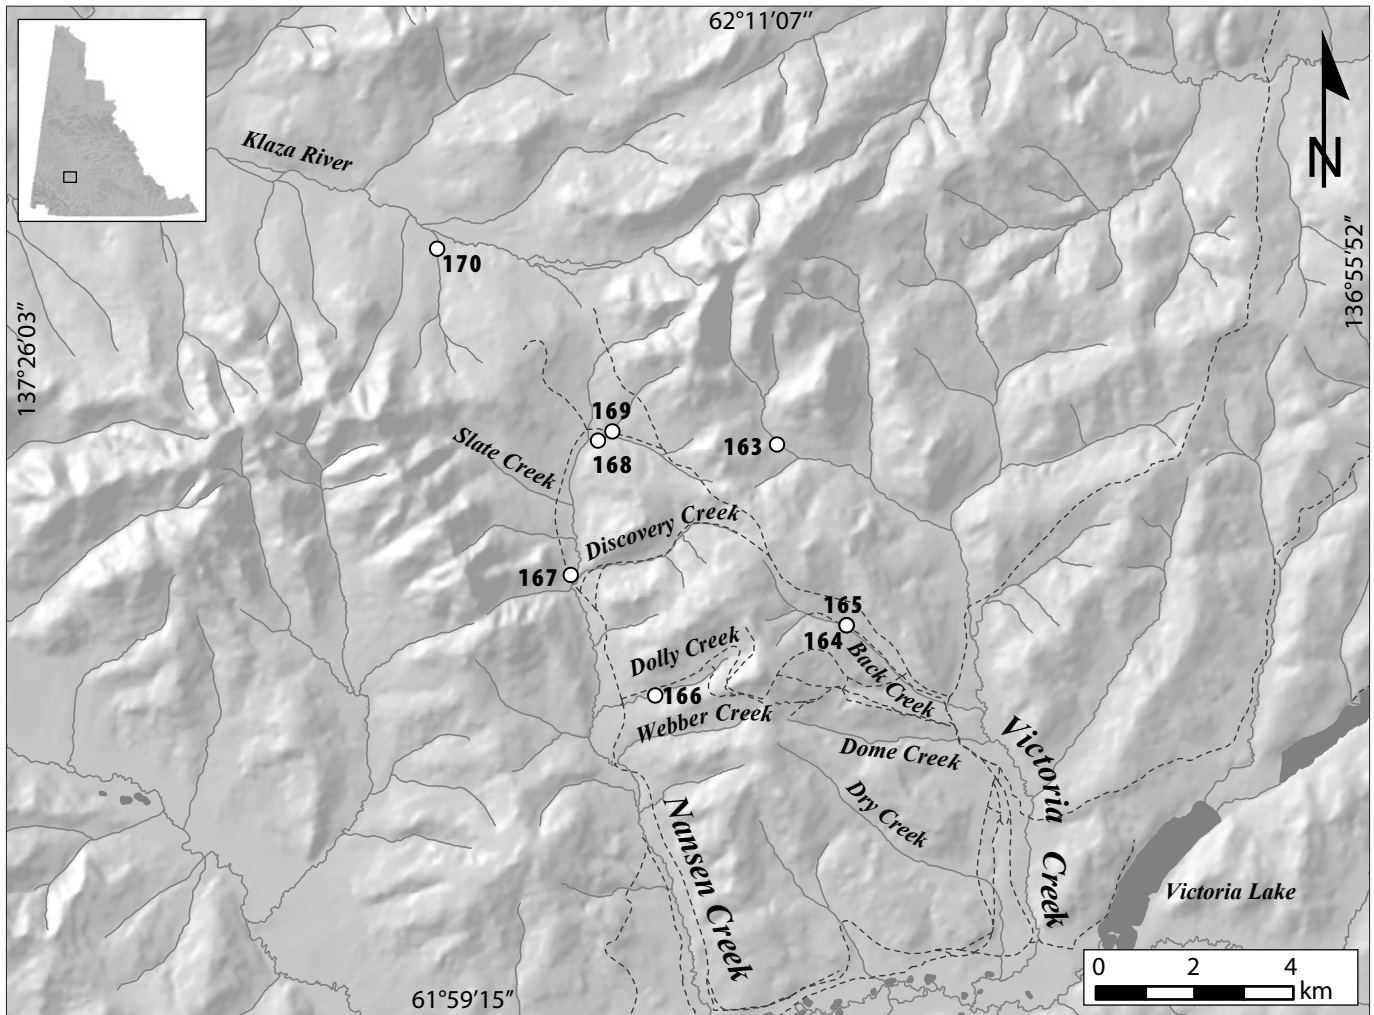 62°11′07″
N
Klaza River
136°55′52″
170
137°26′03″
169
168
163
Slate Creek
Discovery Creek
167
165
164
Dolly Creek
Back Creek
166
Webber Creek
Dome Creek
Victoria Creek
Dry Creek
Nansen Creek
Victoria Lake
61°59′15″
0 2 4
km